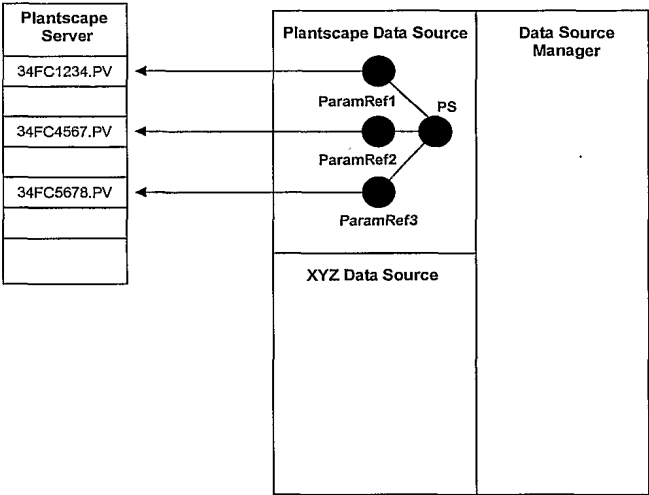 Plantscape
Server
34FC1234.PV
34FC4567.PV
34FC5678.PV
Plantscape Data Source
ParamRef1
PS
ParamRef2
ParamRef3
XYZ Data Source
Data Source
Manager